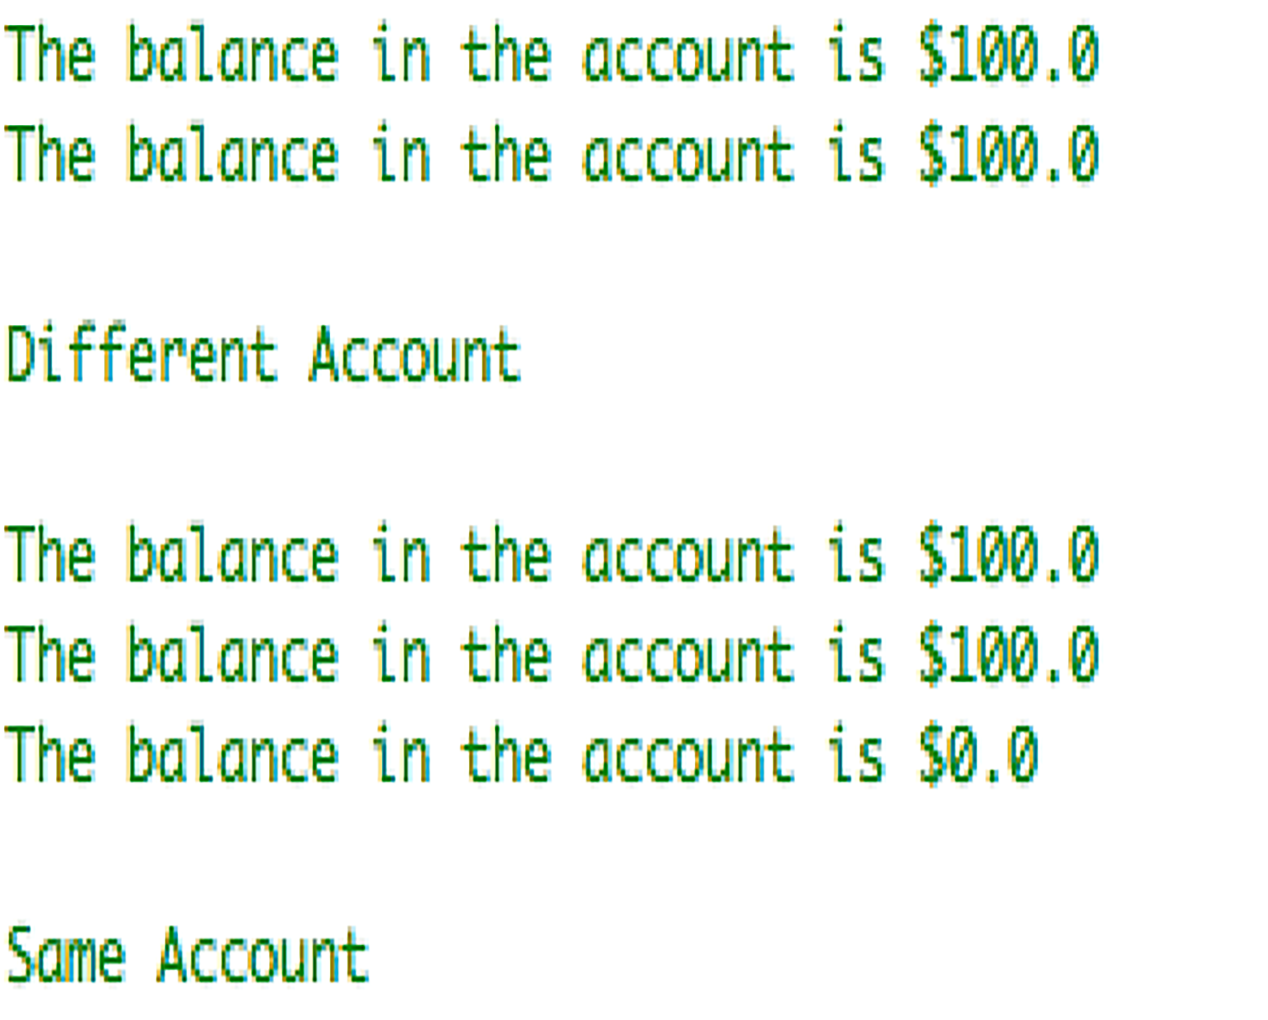 The balance in the account is $100.0
The balance in the account is $100.0
Different Account
The balance in the account is $100.0
The balance in the account is $100.0
The balance in the account is $0.0
Same Account